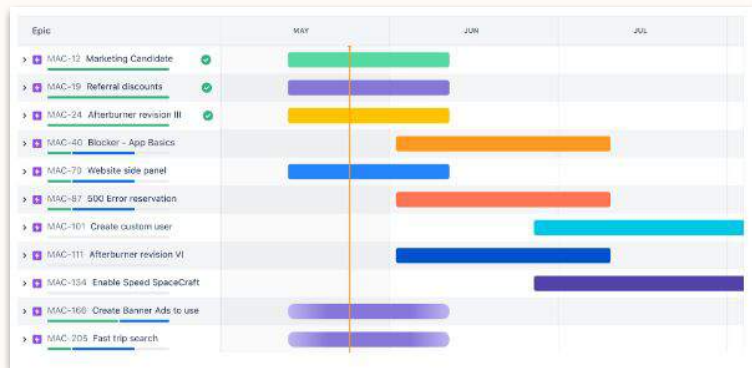 Epic MAY JUN JUL
MAC-12 Marketing Candidate
MAC-19 Referral discounts
MAC-24 Afterburner revision III
MAC-40 Blocker - App Basics
MAC-70 Website side panel
MAC-87 500 Error reservation
MAC-101 Create custom user
MAC-111 Afterburner revision VI
MAC-134 Enable Speed SpaceCraft
MAC-166 Create Banner Ads to use
MAC-205 Fast trip search